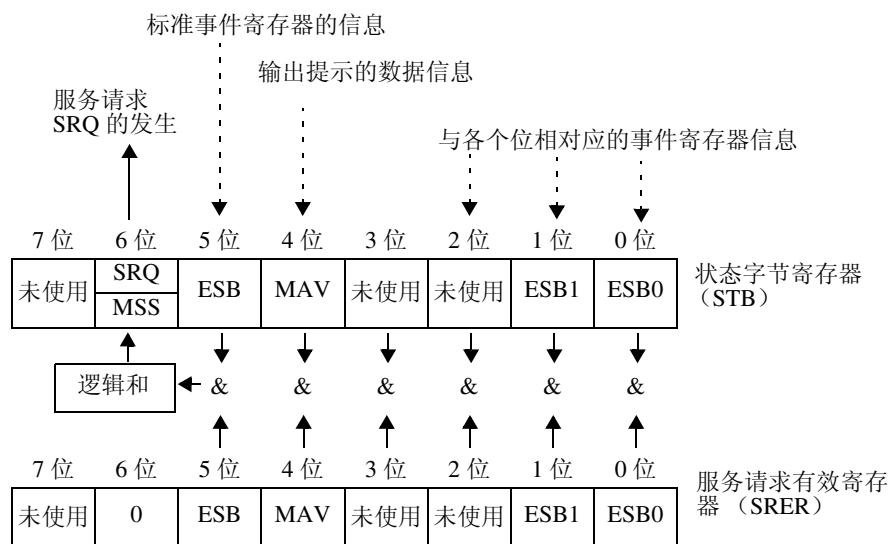 标准事件寄存器的信息
输出提示的数据信息
服务请求
SRQ 的发生
与各个位相对应的事件寄存器信息
7 位 6 位 5 位 4 位 3 位 2 位 1 位 0 位
未使用 SRQ MSS ESB MAV 未使用 未使用 ESB1 ESB0
状态字节寄存器
（STB）
逻辑和 & & & & & &
7 位 6 位 5 位 4 位 3 位 2 位 1 位 0 位
未使用 0 ESB MAV 未使用 未使用 ESB1 ESB0
服务请求有效寄存
器 （SRER）